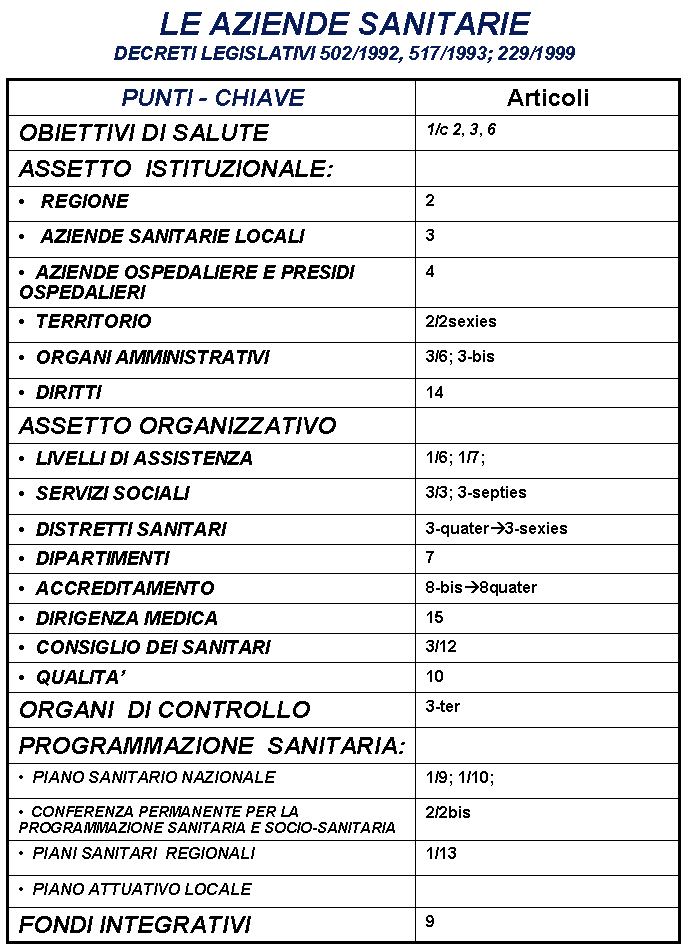 LE AZIENDE SANITARIE
DECRETI LEGISLATIVI 502/1992, 517/1993; 229/1999
PUNTI - CHIAVE Articoli
OBIETTIVI DI SALUTE 1/c 2, 3, 6
ASSETTO ISTITUZIONALE:
• REGIONE 2
• AZIENDE SANITARIE LOCALI 3
• AZIENDE OSPEDALIERE E PRESIDI 4
OSPEDALIERI
• TERRITORIO 2/2sexies
• ORGANI AMMINISTRATIVI 3/6; 3-bis
• DIRITTI 14
ASSETTO ORGANIZZATIVO
• LIVELLI DI ASSISTENZA 1/6; 1/7;
• SERVIZI SOCIALI 3/3; 3-septies
• DISTRETTI SANITARI 3-quater→3-sexies
• DIPARTIMENTI 7
• ACCREDITAMENTO 8-bis→8quater
• DIRIGENZA MEDICA 15
• CONSIGLIO DEI SANITARI 3/12
• QUALITA’ 10
ORGANI DI CONTROLLO 3-ter
PROGRAMMAZIONE SANITARIA:
• PIANO SANITARIO NAZIONALE 1/9; 1/10;
• CONFERENZA PERMANENTE PER LA 2/2bis
PROGRAMMAZIONE SANITARIA E SOCIO-SANITARIA
• PIANI SANITARI REGIONALI 1/13
• PIANO ATTUATIVO LOCALE
FONDI INTEGRATIVI 9